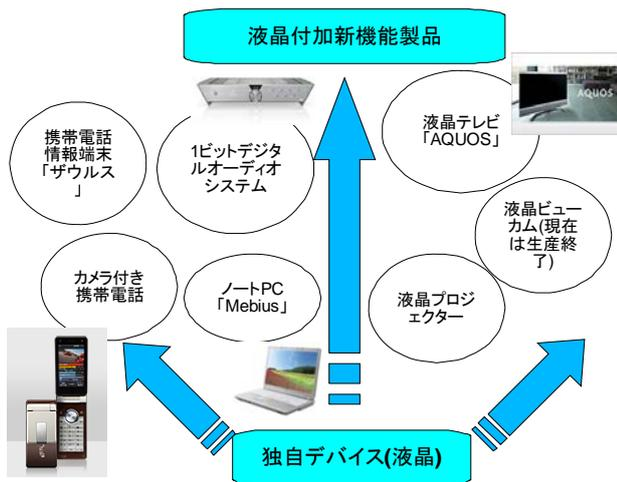 液晶付加新機能製品
AQUOS
携帯電話
情報端末
「ザウルス
」
1ビットデジタ
ルオーディオ
システム
液晶テレビ
「AQUOS」
液晶ビュー
カム(現在
は生産終
了)
カメラ付き
携帯電話
ノートPC
「Mebius」
液晶プロジ
ェクター
独自デバイス(液晶)